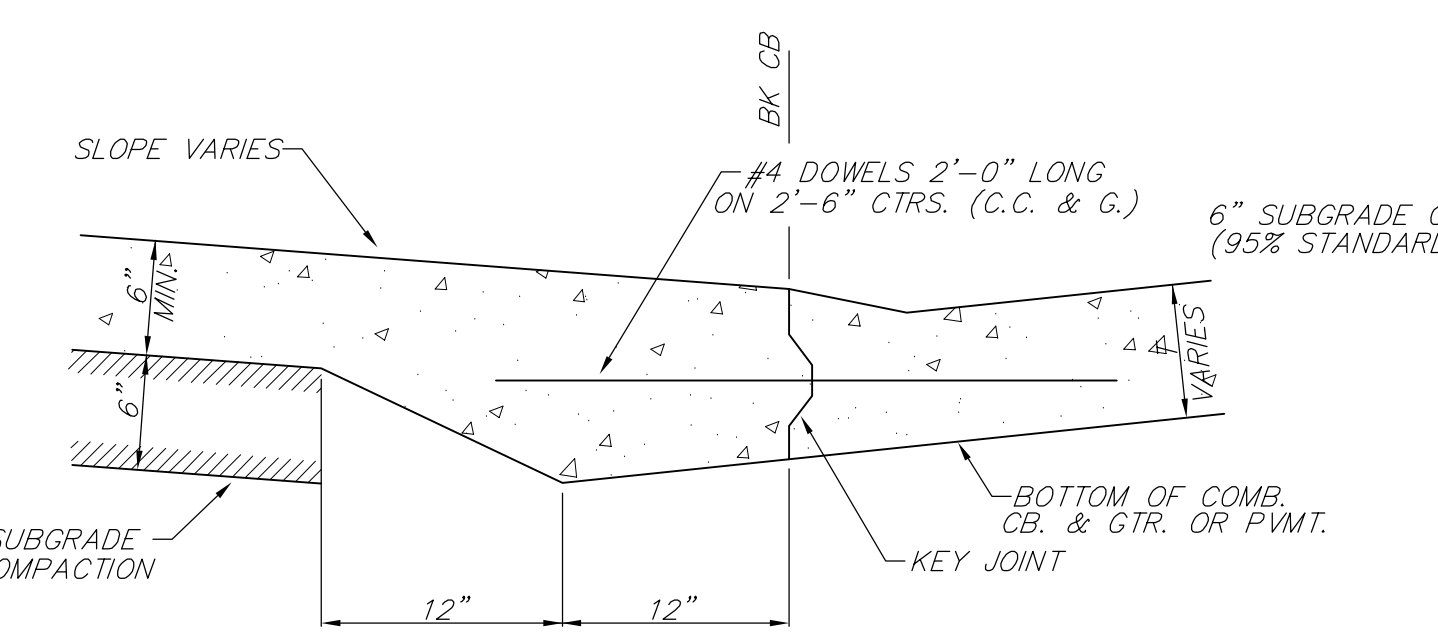 BK CB
SLOPE VARIES
#4 DOWELS 2'-0" LONG
ON 2'-6" CTRS. (C.C. & G.)
6" SUBGRADE
(95% STANDARD
6"
MIN.
6"
T
VARIES
SUBGRADE
OMPACTION
BOTTOM OF COMB.
CB. & GTR. OR PVMT.
KEY JOINT
12"
12"